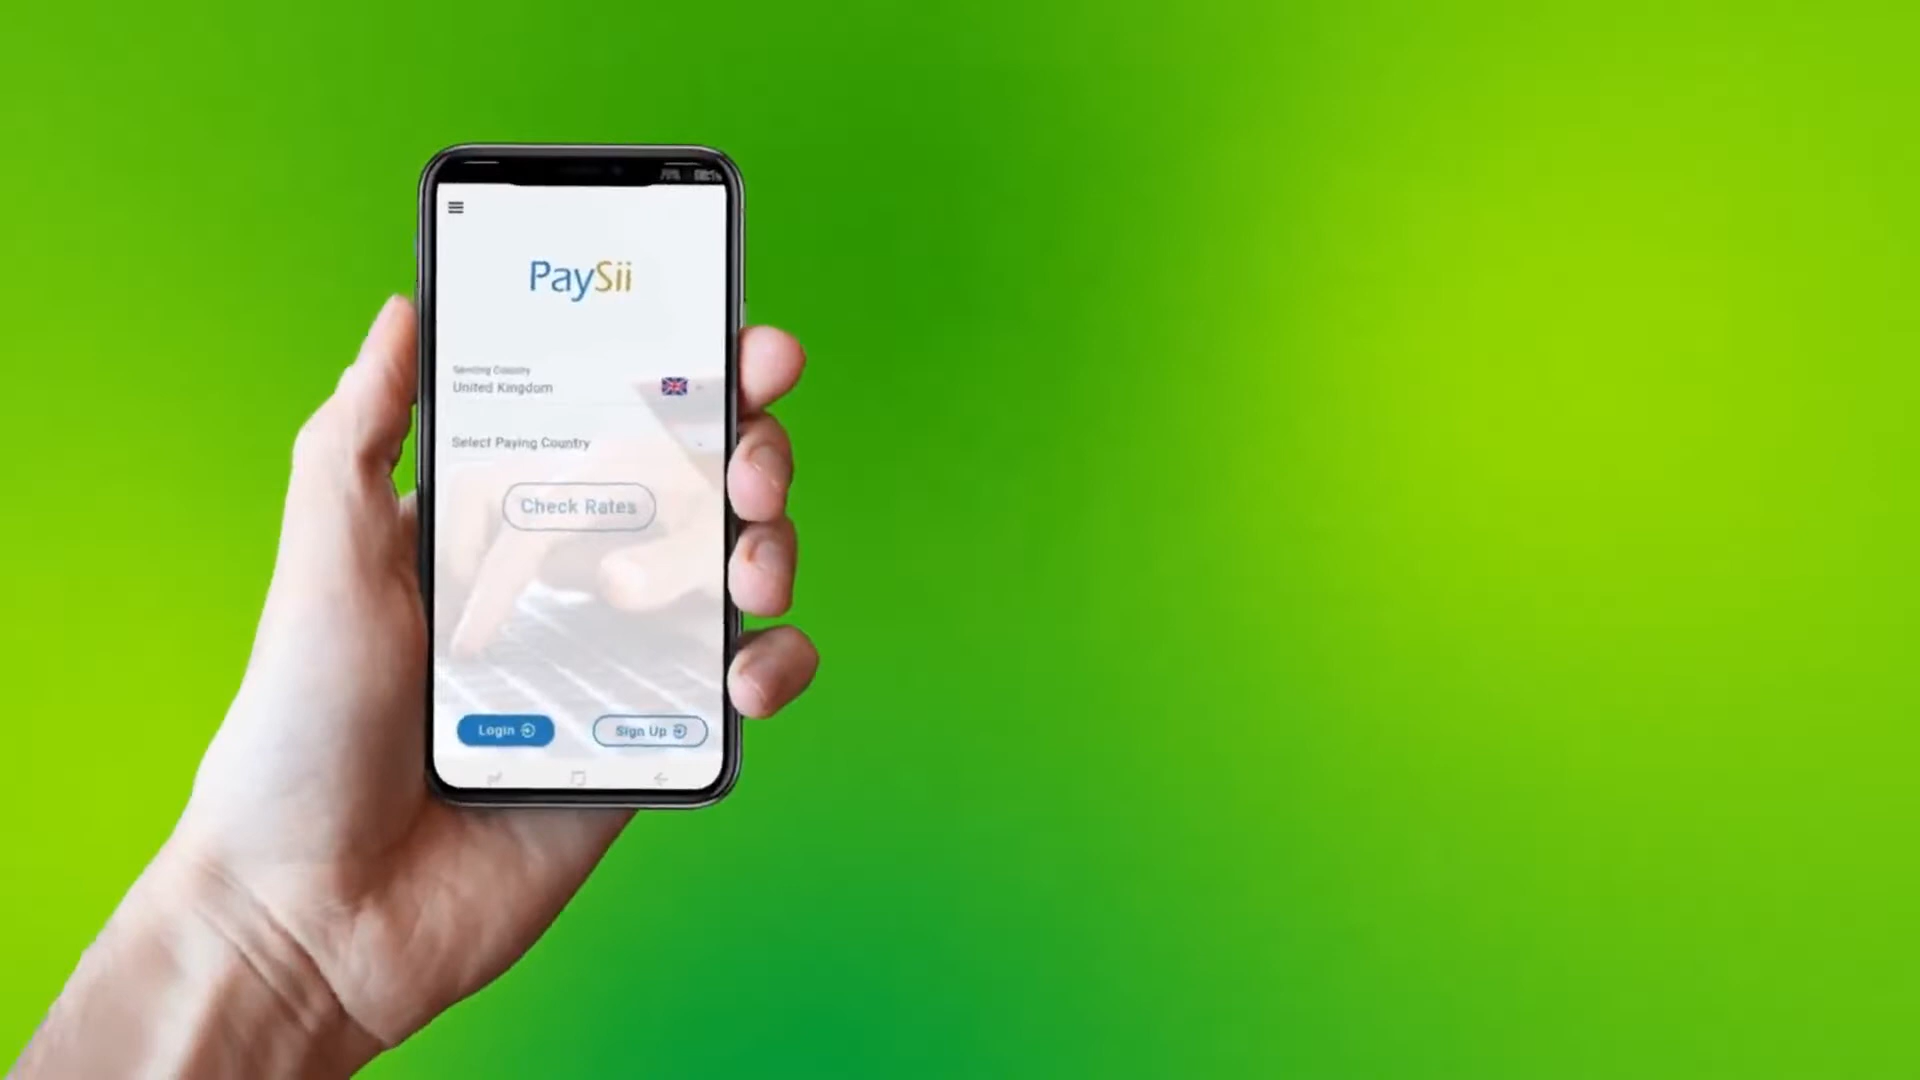 PaySii
Sending Country
United Kingdom
Select Paying Country
Check Rates
Login
Sign Up